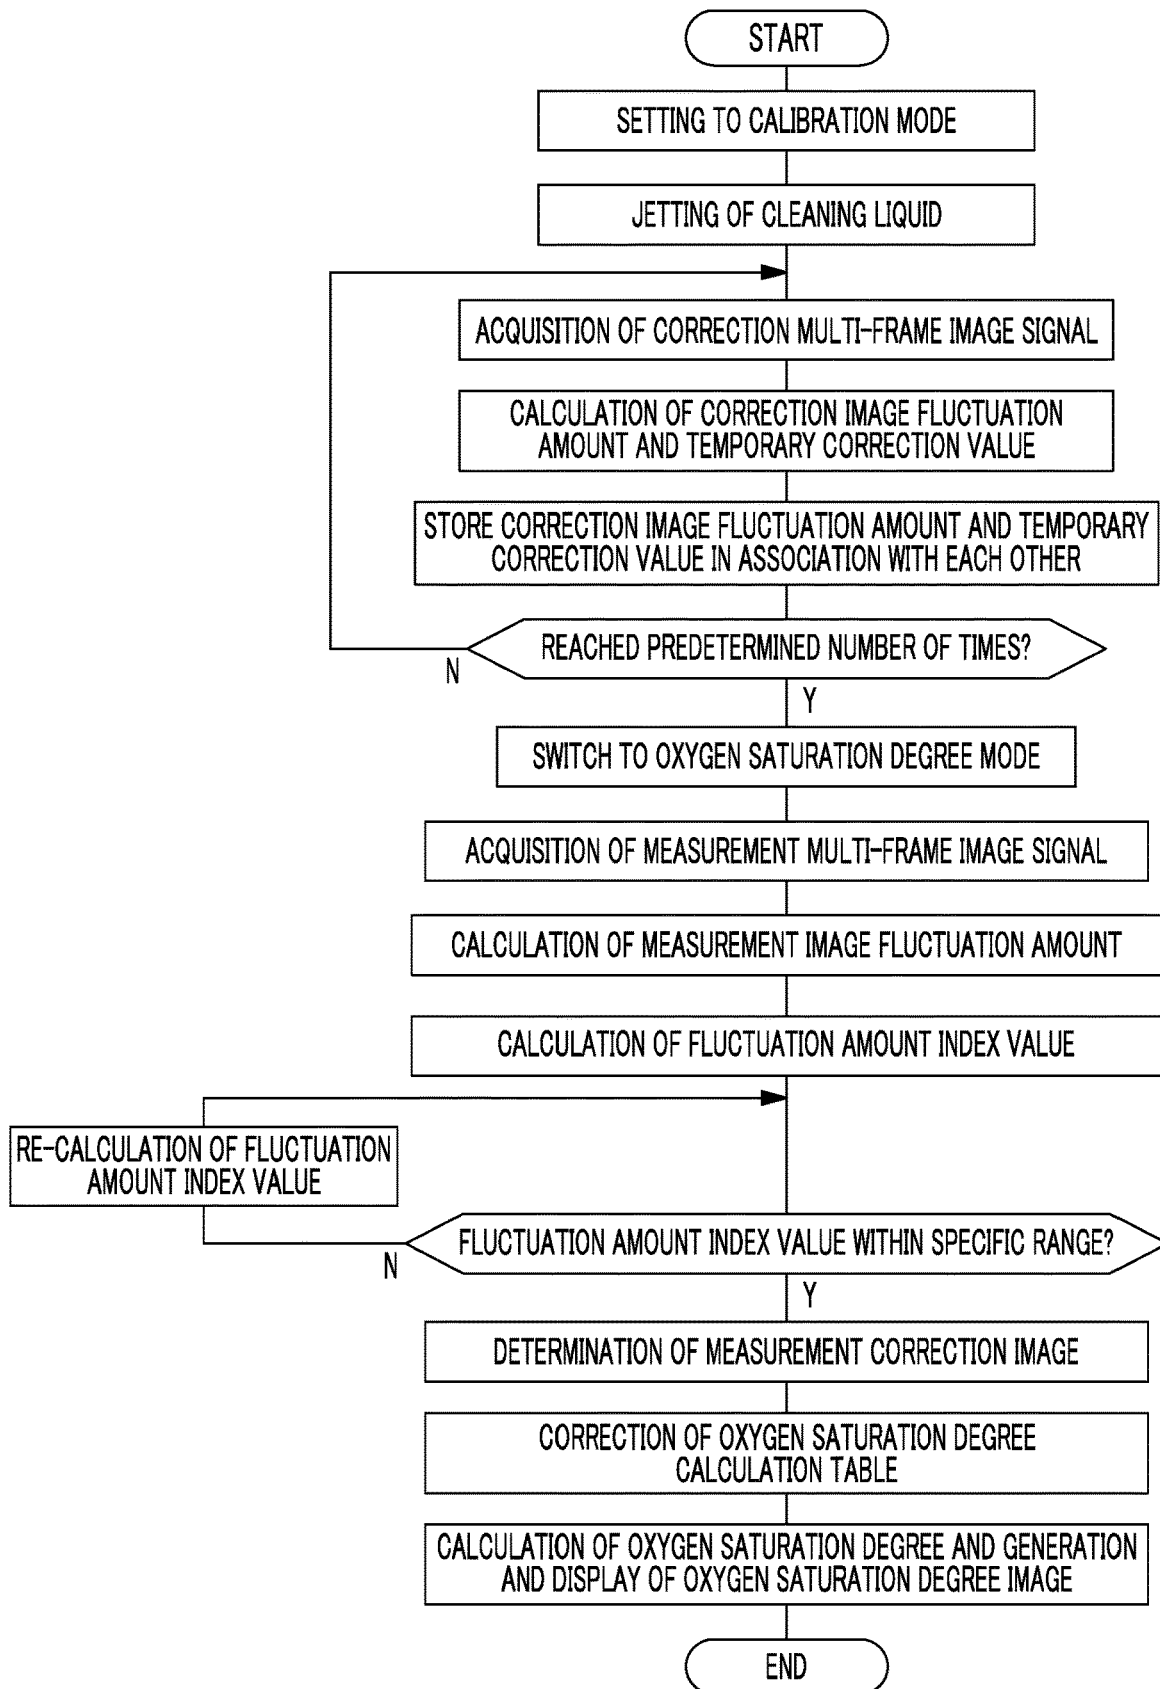 START
SETTING TO CALIBRATION MODE
JETTING OF CLEANING LIQUID
ACQUISITION OF CORRECTION MULTI-FRAME IMAGE SIGNAL
CALCULATION OF CORRECTION IMAGE FLUCTUATION
AMOUNT AND TEMPORARY CORRECTION VALUE
STORE CORRECTION IMAGE FLUCTUATION AMOUNT AND TEMPORARY
CORRECTION VALUE IN ASSOCIATION WITH EACH OTHER
REACHED PREDETERMINED NUMBER OF TIMES?
N
Y
SWITCH TO OXYGEN SATURATION DEGREE MODE
ACQUISITION OF MEASUREMENT MULTI-FRAME IMAGE SIGNAL
CALCULATION OF MEASUREMENT IMAGE FLUCTUATION AMOUNT
CALCULATION OF FLUCTUATION AMOUNT INDEX VALUE
RE-CALCULATION OF FLUCTUATION
AMOUNT INDEX VALUE
FLUCTUATION AMOUNT INDEX VALUE WITHIN SPECIFIC RANGE?
N
Y
DETERMINATION OF MEASUREMENT CORRECTION IMAGE
CORRECTION OF OXYGEN SATURATION DEGREE
CALCULATION TABLE
CALCULATION OF OXYGEN SATURATION DEGREE AND GENERATION
AND DISPLAY OF OXYGEN SATURATION DEGREE IMAGE
END